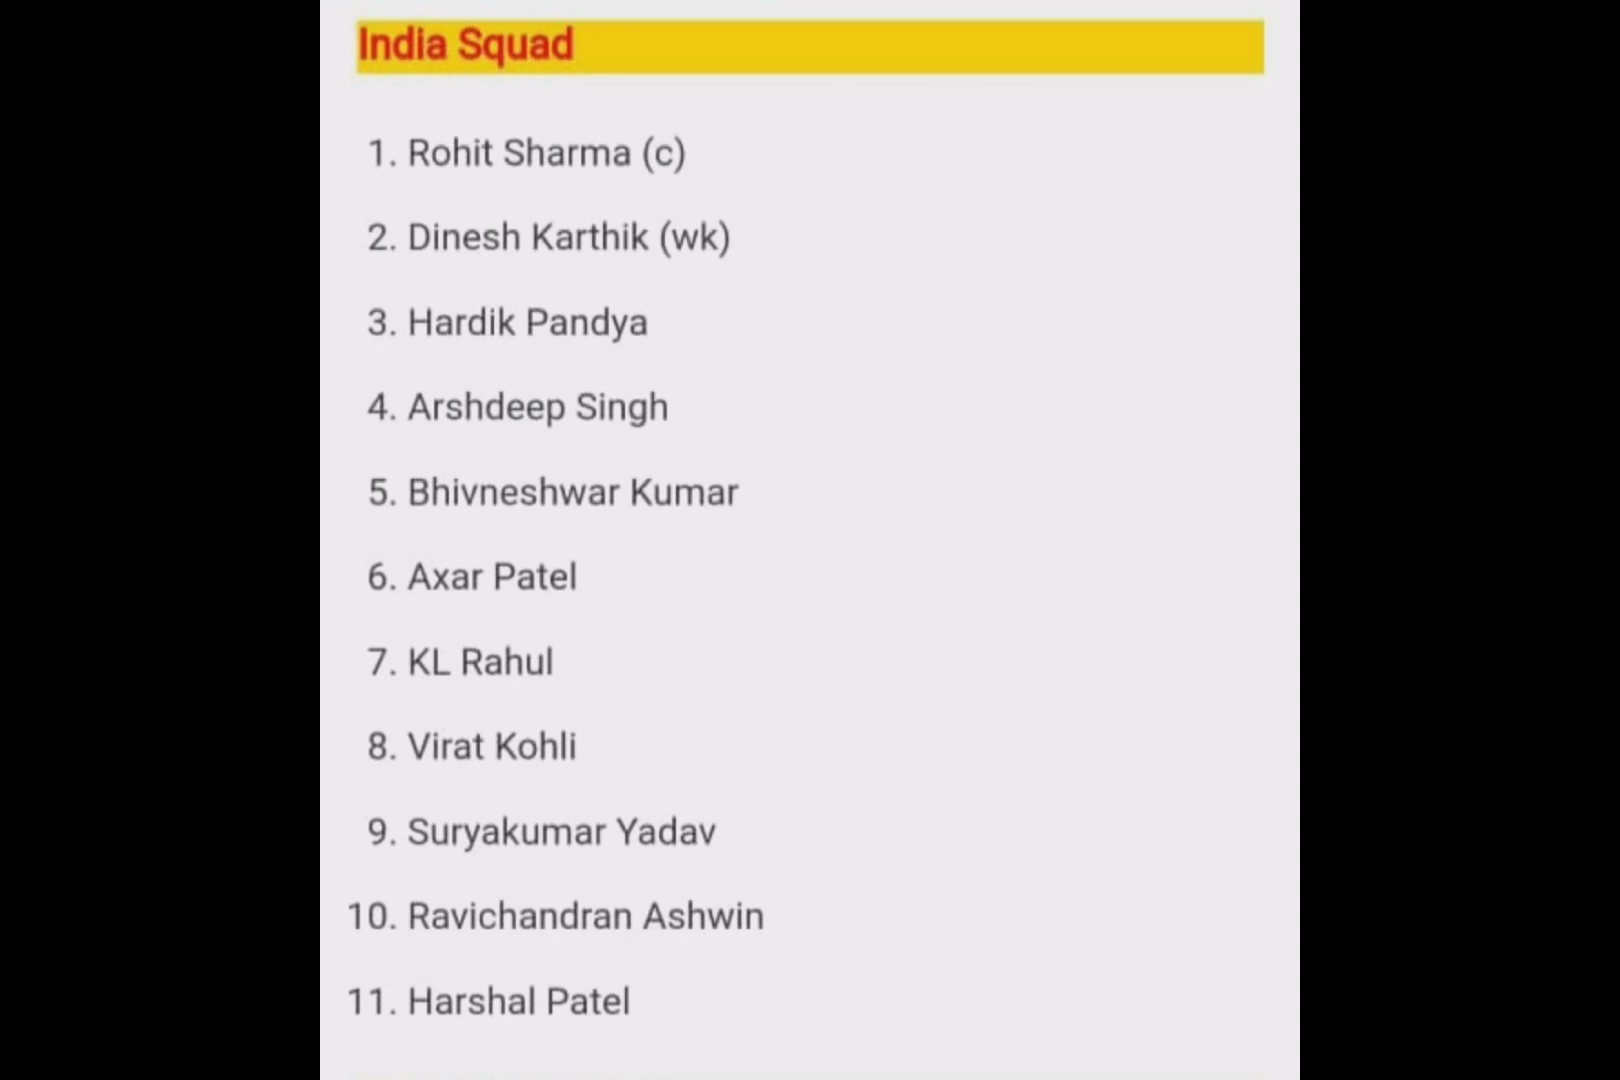 India Squad
1. Rohit Sharma (c)
2. Dinesh Karthik (wk)
3. Hardik Pandya
4. Arshdeep Singh
5. Bhivneshwar Kumar
6. Axar Patel
7. KL Rahul
8. Virat Kohli
9. Suryakumar Yadav
10. Ravichandran Ashwin
11. Harshal Patel